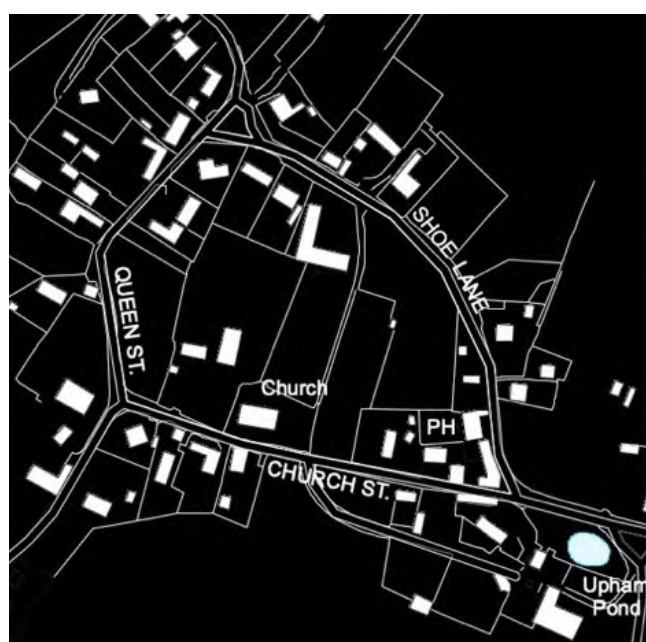 SHOE LANE
QUEEN ST.
Church
PH
CHURCH ST.
Upham
Pond